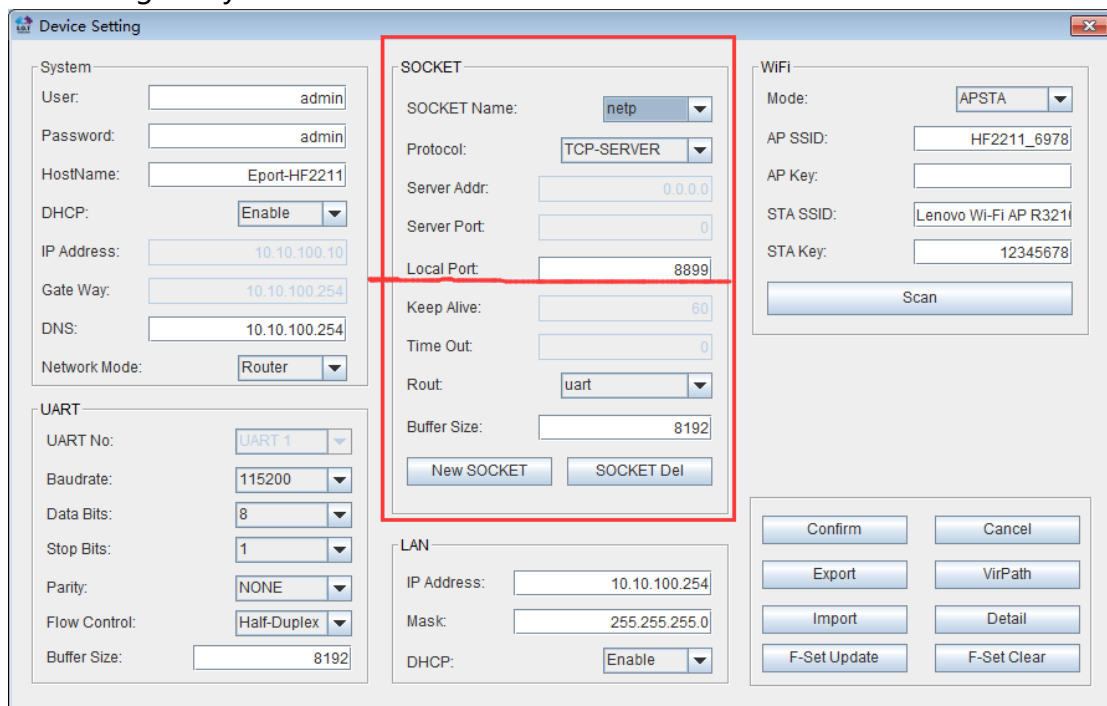 Device Setting
System
User: admin
Password: admin
HostName: Eport-HF2211
DHCP: Enable
IP Address: 10.10.100.10
Gate Way: 10.10.100.254
DNS: 10.10.100.254
Network Mode: Router
UART
UART No: UART 1
Baudrate: 115200
Data Bits: 8
Stop Bits: 1
Parity: NONE
Flow Control: Half-Duplex
Buffer Size: 8192
SOCKET
SOCKET Name: netp
Protocol: TCP-SERVER
Server Addr: 0.0.0.0
Server Port: 0
Local Port: 8899
Keep Alive: 60
Time Out: 0
Rout: uart
Buffer Size: 8192
New SOCKET SOCKET Del
LAN
IP Address: 10.10.100.254
Mask: 255.255.255.0
DHCP: Enable
WiFi
Mode: APSTA
AP SSID: HF2211_6978
AP Key:
STA SSID: Lenovo Wi-Fi AP
STA Key: 12345678
Scan
Confirm Cancel
Export VirPath
Import Detail
F-Set Update F-Set Clear